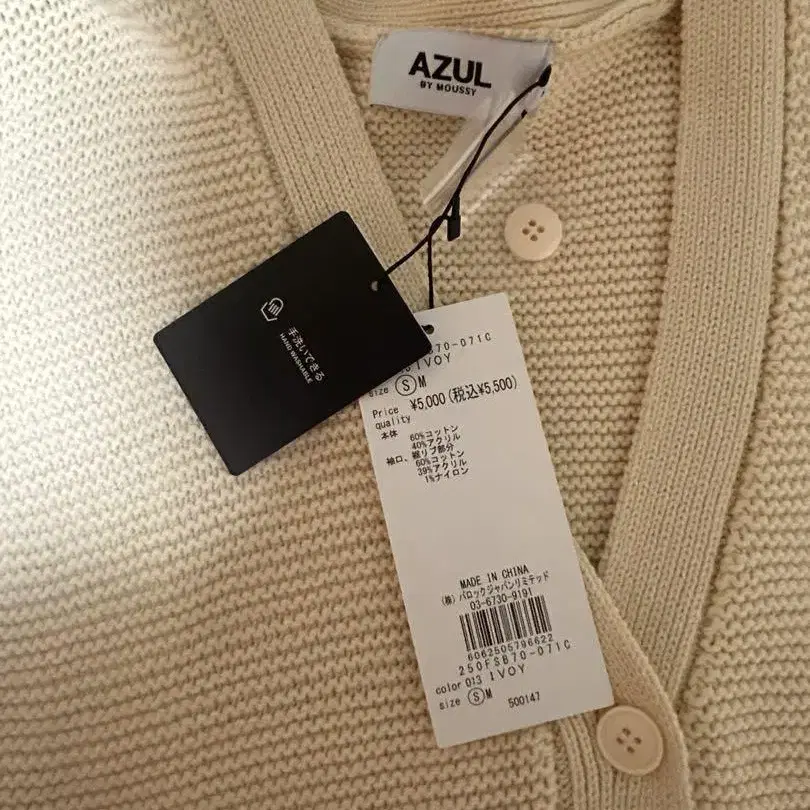 AZUL
BY MOUSSY
手洗いできる
HAND WASHABLE
B70-071C
IVOY
size Ⓢ M
Price ¥5,000(税込¥5,500)
quality
本体 60%コットン
40%アクリル
袖口、裾リブ部分
60%コットン
39%アクリル
1%ナイロン
MADE IN CHINA
(株) バロックジャパンリミテッド
03-6730-9191
6062505796622
250FSB70-071C
color 013 IVOY
size Ⓢ M
500147